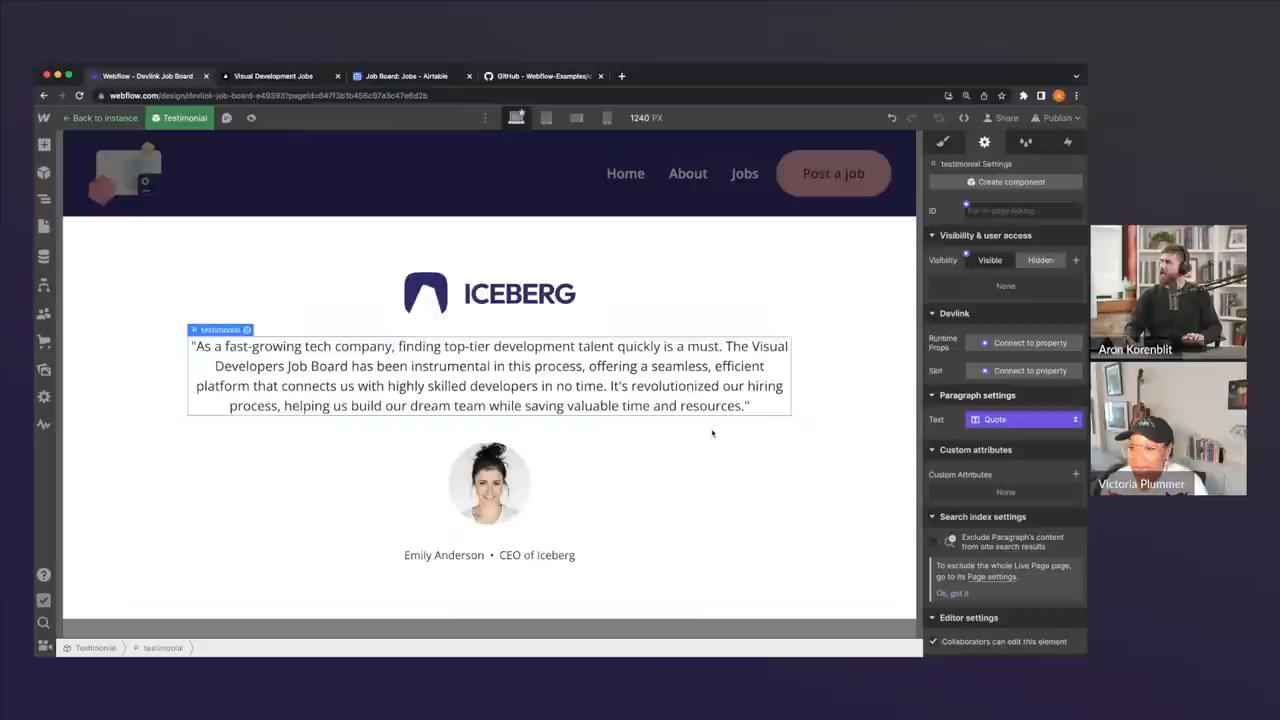 Webflow - Devlink Job Board
Visual Development Jobs
Job Board: Jobs - Airtable
GitHub - Webflow-Examples/
webflow.com/design/devlink-job-board-e49393?pageId=647f3b1b456c97a3c47e6d2b
Back to instance
Testimonial
1240 PX
Share
Publish
Home
About
Jobs
Post a job
ICEBERG
testimonial
"As a fast-growing tech company, finding top-tier development talent quickly is a must. The Visual
Developers Job Board has been instrumental in this process, offering a seamless, efficient
platform that connects us with highly skilled developers in no time. It's revolutionized our hiring
process, helping us build our dream team while saving valuable time and resources."
Emily Anderson • CEO of Iceberg
Testimonial
testimonial
testimonial Settings
Create component
ID
For in-page linking
Visibility & user access
Visibility
Visible
Hidden
None
Devlink
Runtime
Props
Connect to property
Slot
Connect to property
Paragraph settings
Text
Quote
Custom attributes
Custom Attributes
None
Search index settings
Exclude Paragraph's content
from site search results
To exclude the whole Live Page page,
go to its Page settings.
Ok, got it
Editor settings
Collaborators can edit this element
Aron Korenblit
Victoria Plummer